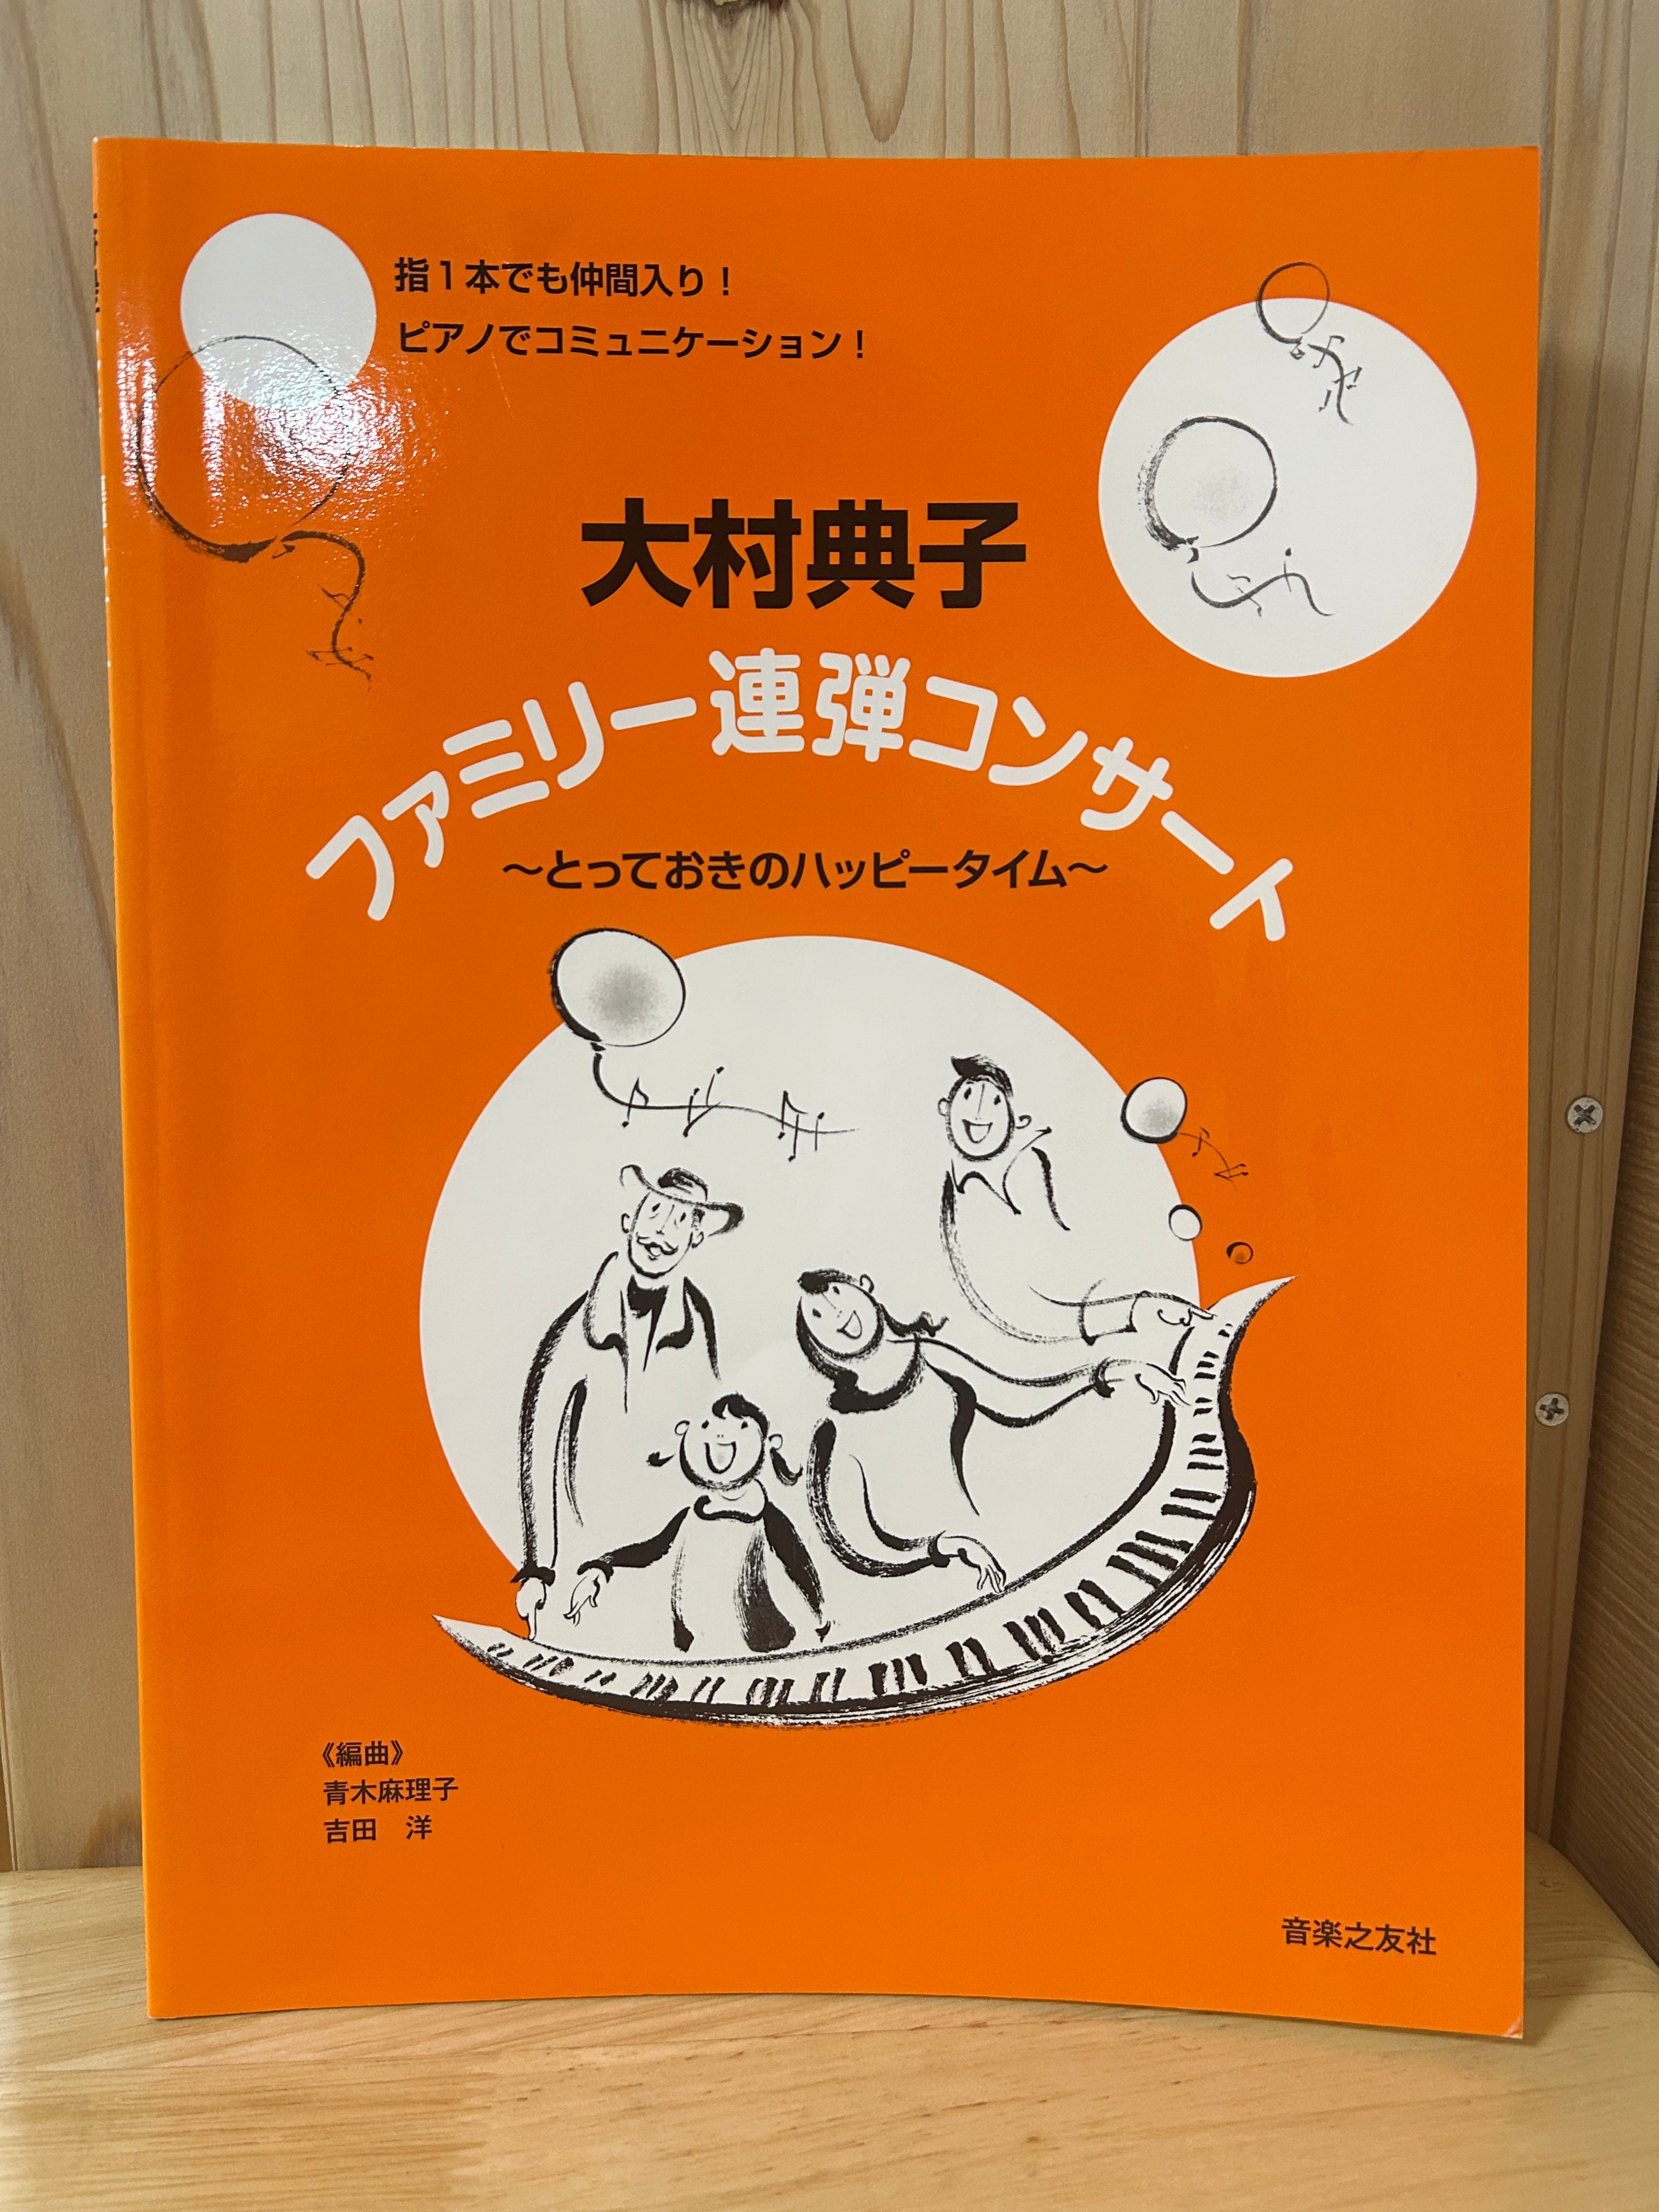 指1本でも仲間入り！
ピアノでコミュニケーション！
大村典子
ファミリー連弾コンサート
〜とっておきのハッピータイム〜
《編曲》
青木麻理子
吉田　洋
音楽之友社